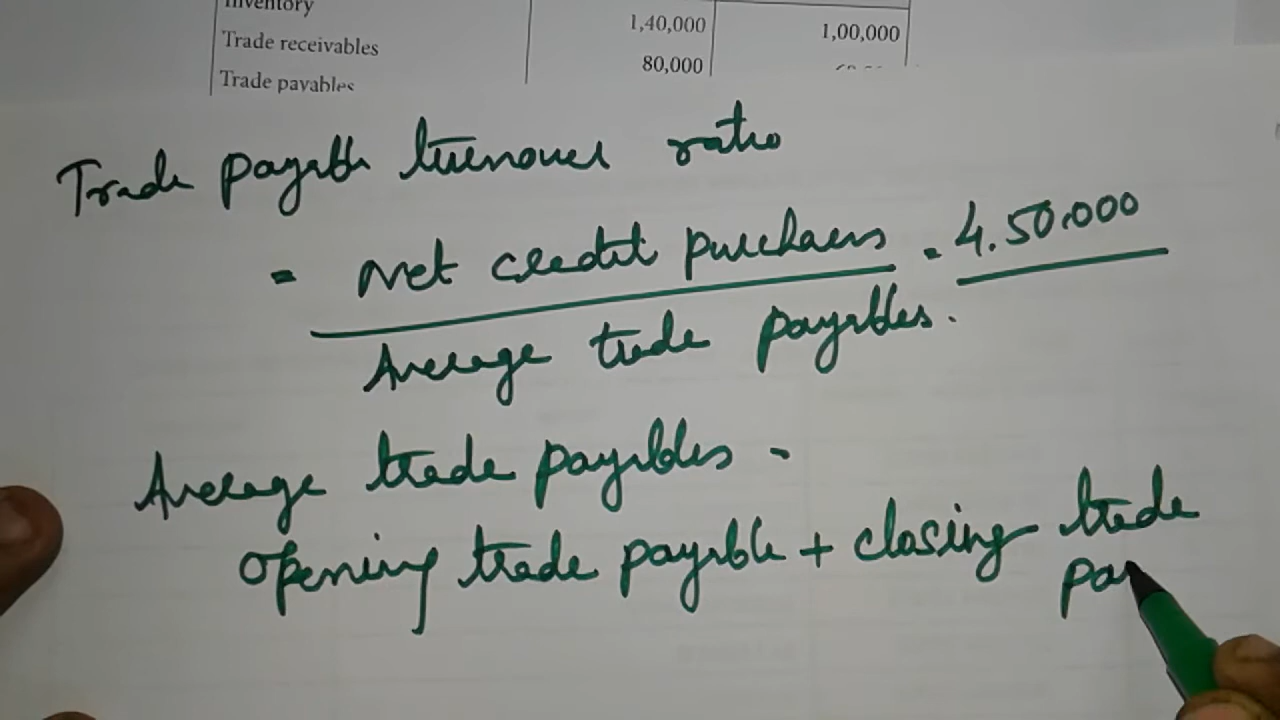 Inventory
Trade receivables 1,40,000 1,00,000
Trade payables 80,000
Trade payable turnover ratio
= Net credit purchases = 4.50.000
Average trade payables.
Average trade payables =
Opening trade payable + closing trade
pay